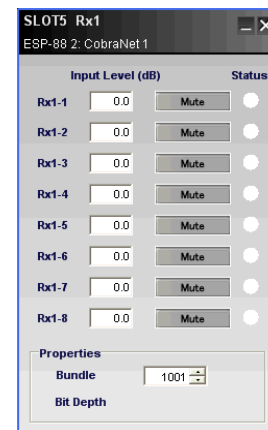 SLOT5 Rx1
ESP-88 2: CobraNet 1
Input Level (dB) Status
Rx1-1 0.0 Mute
Rx1-2 0.0 Mute
Rx1-3 0.0 Mute
Rx1-4 0.0 Mute
Rx1-5 0.0 Mute
Rx1-6 0.0 Mute
Rx1-7 0.0 Mute
Rx1-8 0.0 Mute
Properties
Bundle 1001
Bit Depth